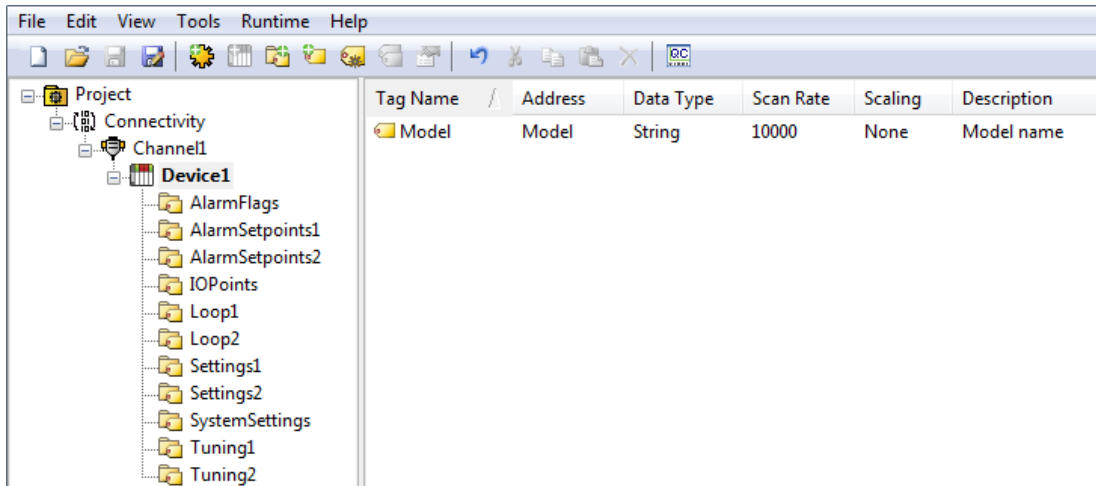 File Edit View Tools Runtime Help
QC
Project
Connectivity
Channel1
Device1
AlarmFlags
AlarmSetpoints1
AlarmSetpoints2
IOPoints
Loop1
Loop2
Settings1
Settings2
SystemSettings
Tuning1
Tuning2
Tag Name Address Data Type Scan Rate Scaling Description
Model Model String 10000 None Model name